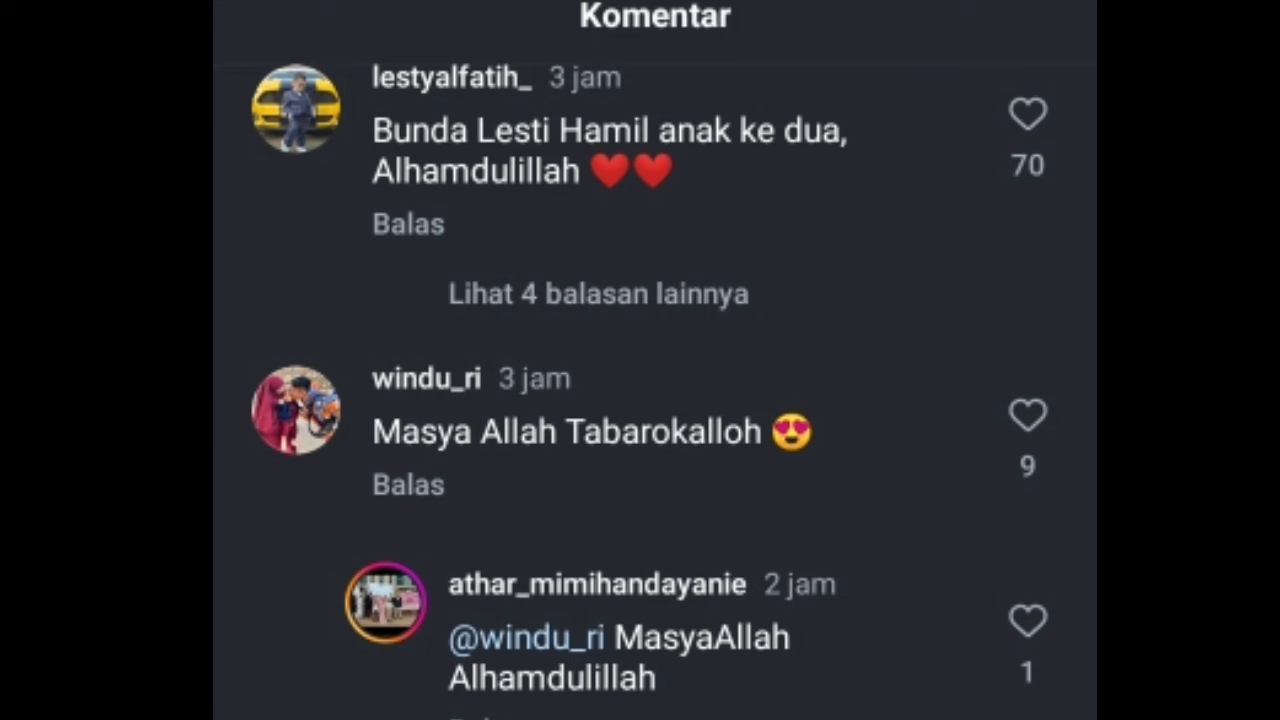 Komentar
lestyalfatih_ 3 jam
Bunda Lesti Hamil anak ke dua,
Alhamdulillah ❤️❤️
70
Balas
Lihat 4 balasan lainnya
windu_ri 3 jam
Masya Allah Tabarokalloh 😍
9
Balas
athar_mimihandayanie 2 jam
@windu_ri MasyaAllah
Alhamdulillah
1